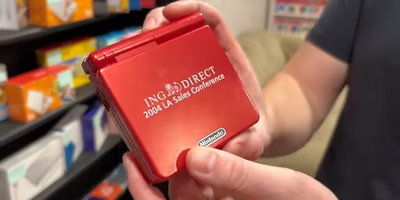 ING DIRECT
2004 LA Sales Conference
Nintendo